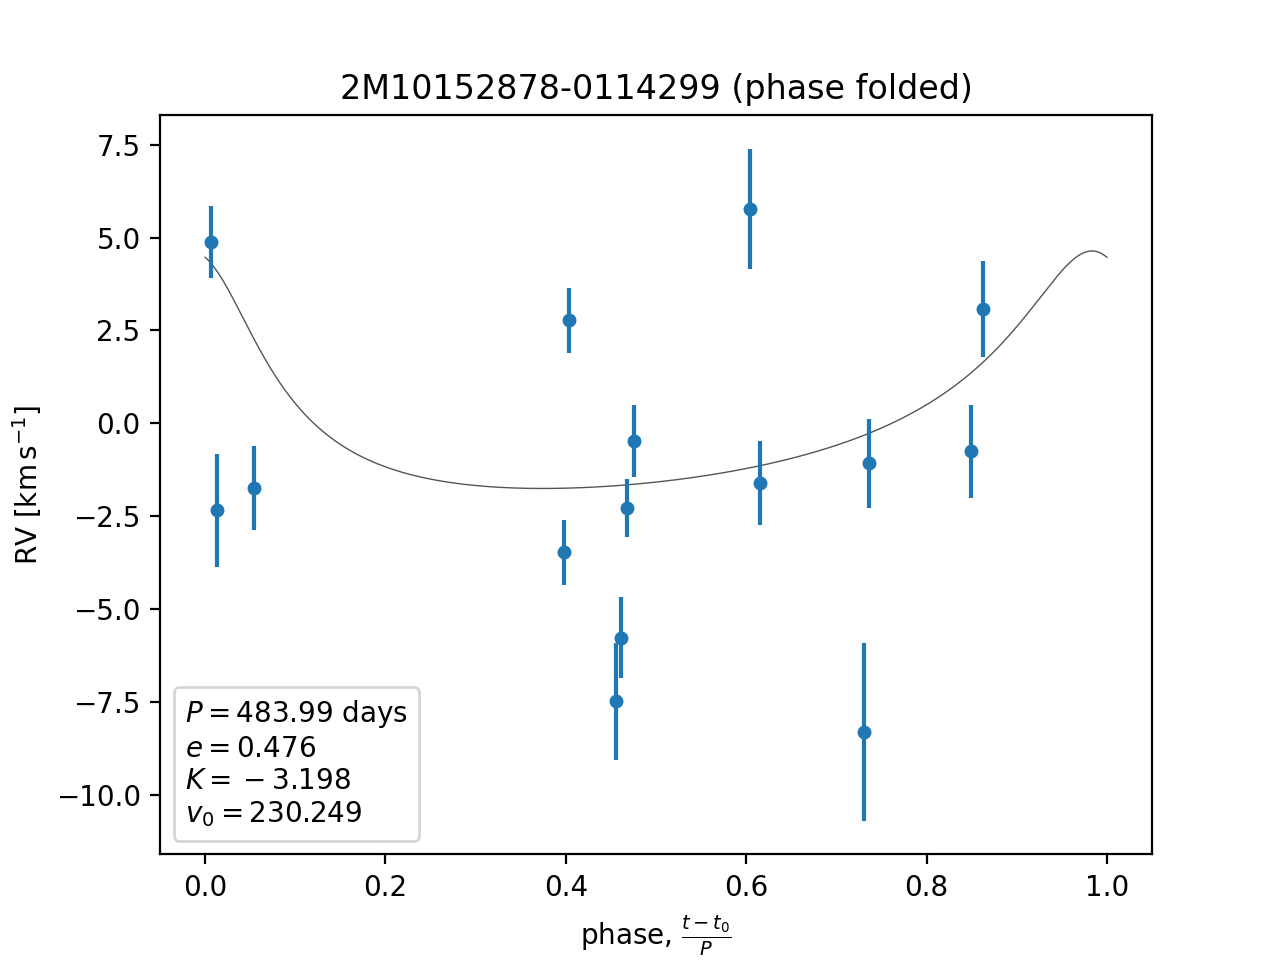 2M10152878-0114299 (phase folded)
7.5
5.0
2.5
0.0
−2.5
−5.0
−7.5
−10.0
RV [km s⁻¹]
P = 483.99 days
e = 0.476
K = − 3.198
v₀ = 230.249
0.0 0.2 0.4 0.6 0.8 1.0
phase, (t − t₀)/P